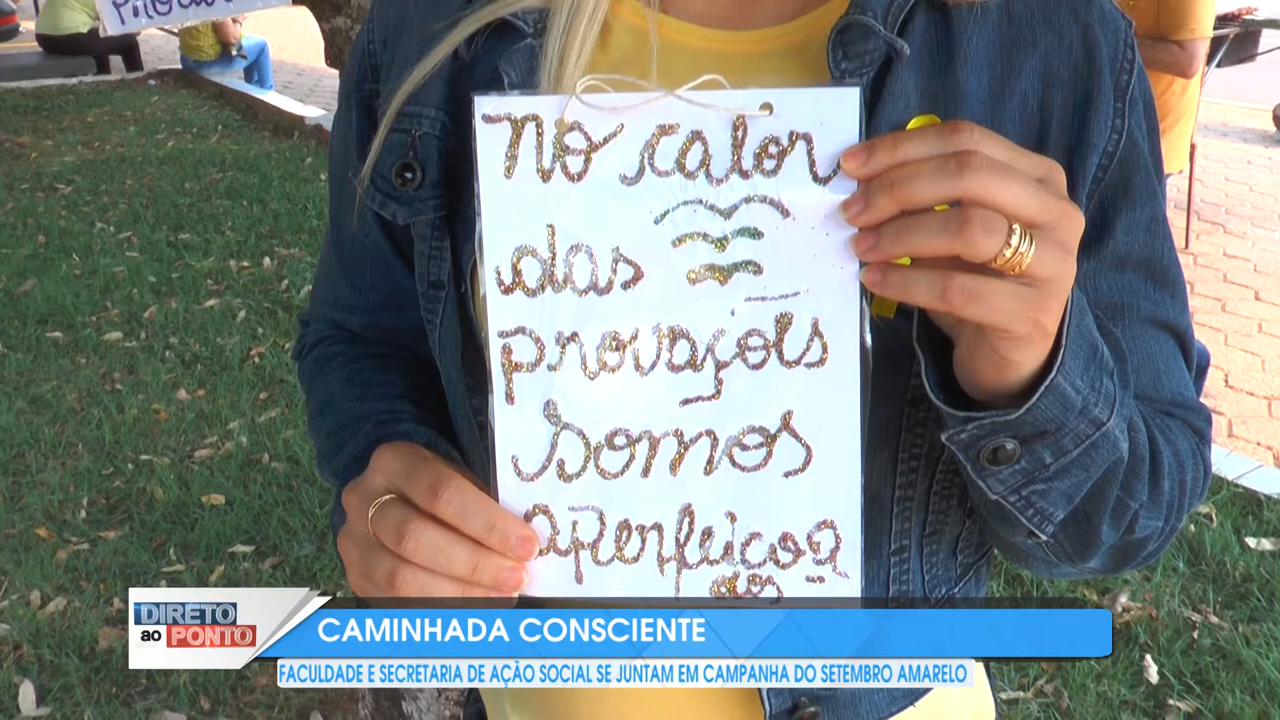 no calor
das
provações
somos
aperfeiçoa
dos
DIRETO
ao PONTO
CAMINHADA CONSCIENTE
FACULDADE E SECRETARIA DE AÇÃO SOCIAL SE JUNTAM EM CAMPANHA DO SETEMBRO AMARELO